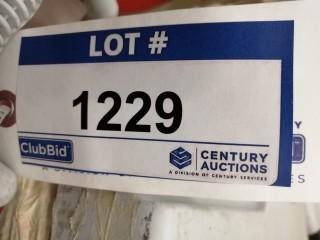 LOT #
1229
ClubBid
CENTURY
AUCTIONS
A DIVISION OF CENTURY SERVICES